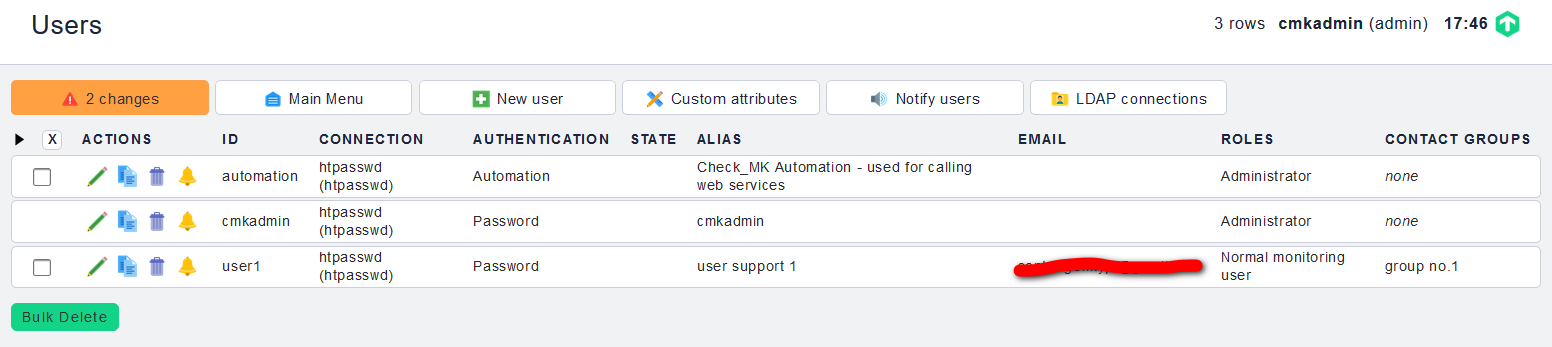 Users
3 rows cmkadmin (admin) 17:46
2 changes Main Menu New user Custom attributes Notify users LDAP connections
X ACTIONS ID CONNECTION AUTHENTICATION STATE ALIAS EMAIL ROLES CONTACT GROUPS
automation htpasswd (htpasswd) Automation Check_MK Automation - used for calling web services Administrator none
cmkadmin htpasswd (htpasswd) Password cmkadmin Administrator none
user1 htpasswd (htpasswd) Password user support 1 Normal monitoring user group no.1
Bulk Delete